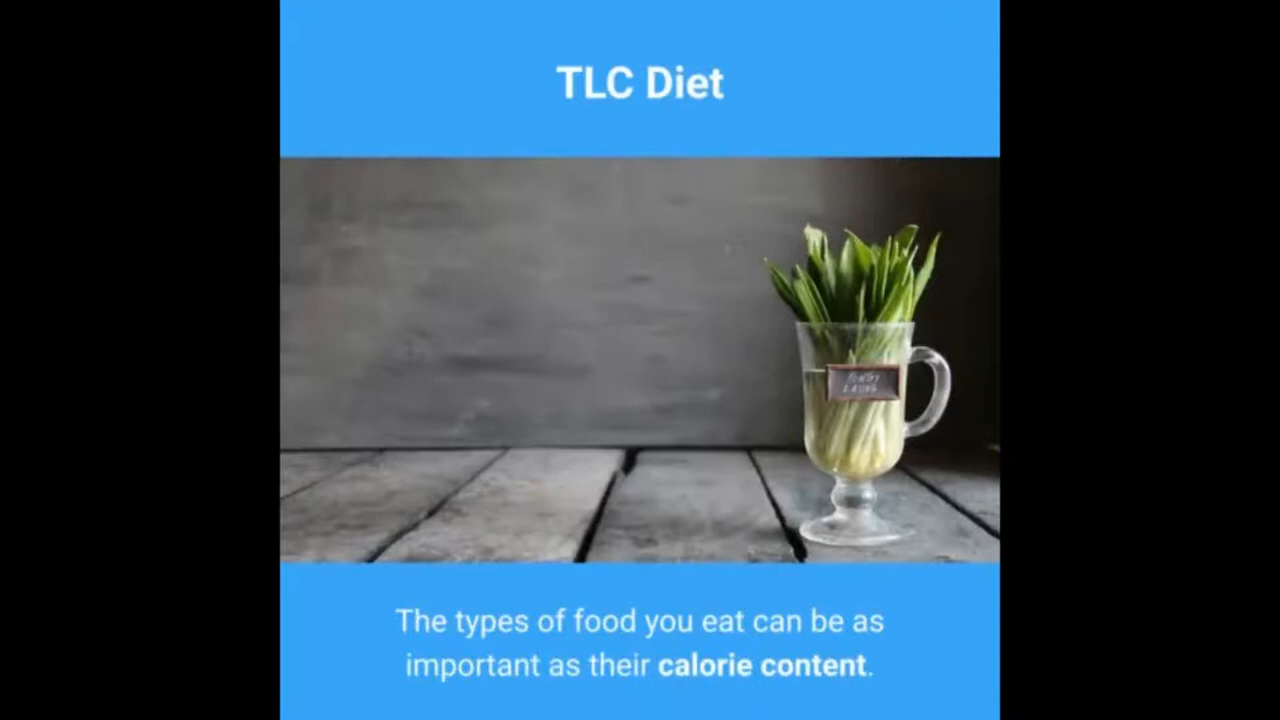 TLC Diet
The types of food you eat can be as
important as their calorie content.